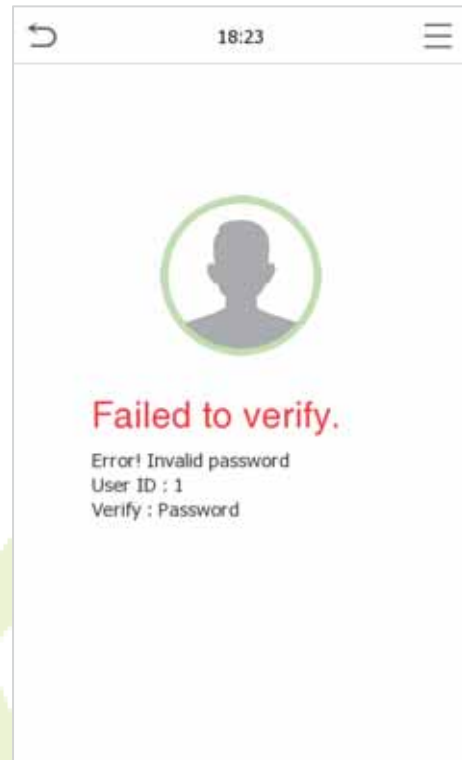 18:23
Failed to verify.
Error! Invalid password
User ID : 1
Verify : Password